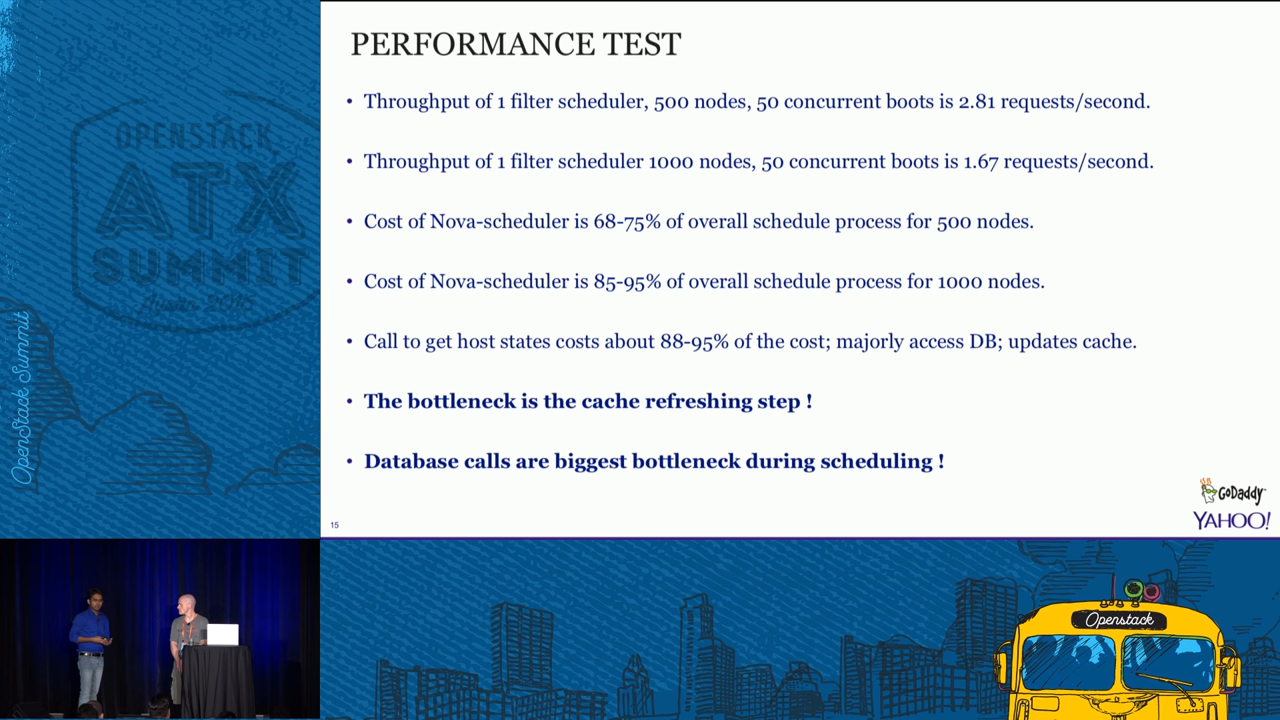 PERFORMANCE TEST
• Throughput of 1 filter scheduler, 500 nodes, 50 concurrent boots is 2.81 requests/second.
• Throughput of 1 filter scheduler 1000 nodes, 50 concurrent boots is 1.67 requests/second.
• Cost of Nova-scheduler is 68-75% of overall schedule process for 500 nodes.
• Cost of Nova-scheduler is 85-95% of overall schedule process for 1000 nodes.
• Call to get host states costs about 88-95% of the cost; majorly access DB; updates cache.
• The bottleneck is the cache refreshing step !
• Database calls are biggest bottleneck during scheduling !
15
GoDaddy
YAHOO!
OPENSTACK
ATX
SUMMIT
OpenStack Summit
Openstack